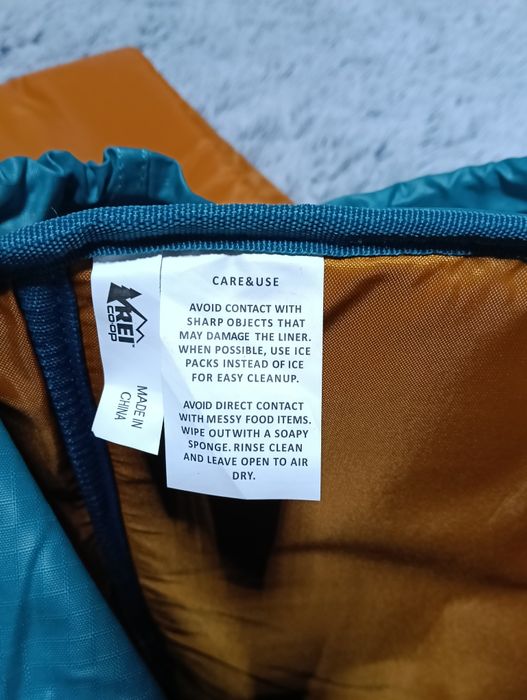 REI
CO·OP
MADE IN
CHINA
CARE&USE
AVOID CONTACT WITH
SHARP OBJECTS THAT
MAY DAMAGE THE LINER.
WHEN POSSIBLE, USE ICE
PACKS INSTEAD OF ICE
FOR EASY CLEANUP.
AVOID DIRECT CONTACT
WITH MESSY FOOD ITEMS.
WIPE OUT WITH A SOAPY
SPONGE. RINSE CLEAN
AND LEAVE OPEN TO AIR
DRY.